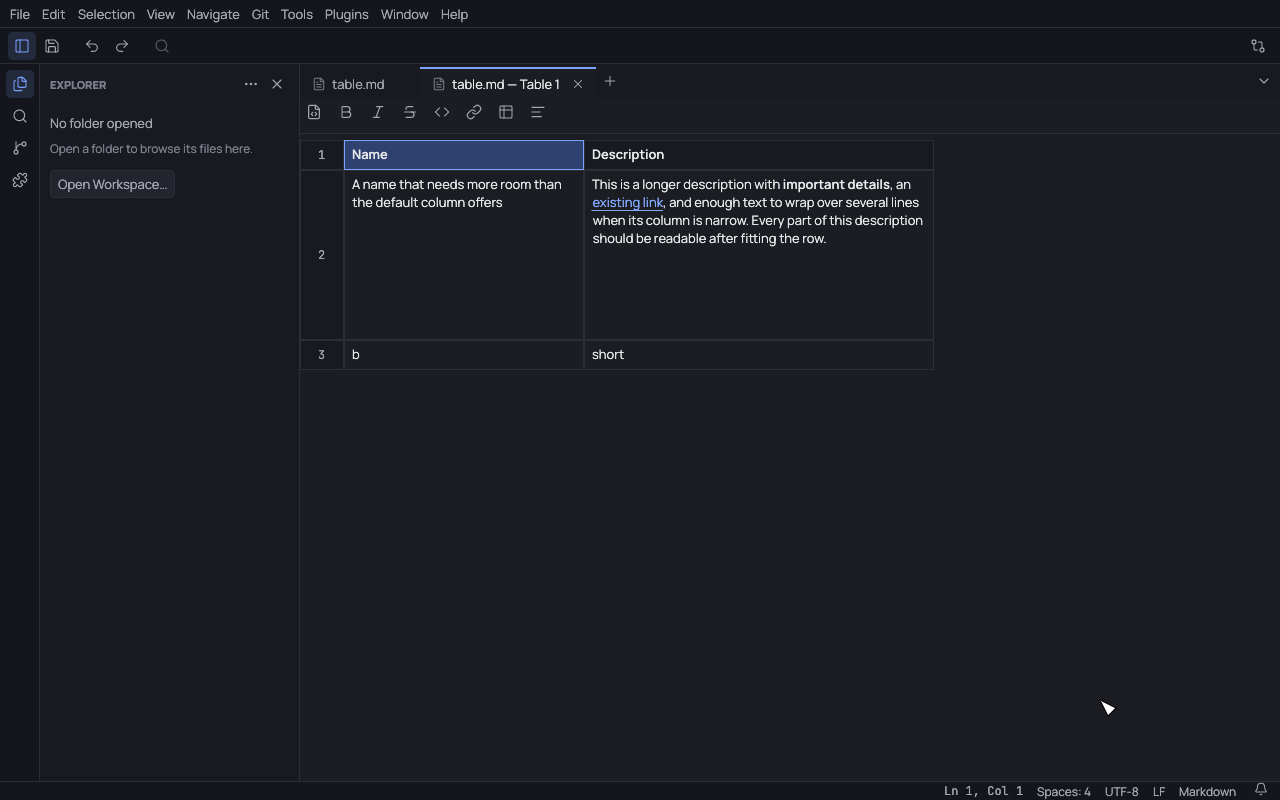 File Edit Selection View Navigate Git Tools Plugins Window Help
EXPLORER
No folder opened
Open a folder to browse its files here.
Open Workspace...
table.md
table.md — Table 1
1 Name Description
2
A name that needs more room than
the default column offers
This is a longer description with important details, an
existing link, and enough text to wrap over several lines
when its column is narrow. Every part of this description
should be readable after fitting the row.
3 b short
Ln 1, Col 1 Spaces: 4 UTF-8 LF Markdown